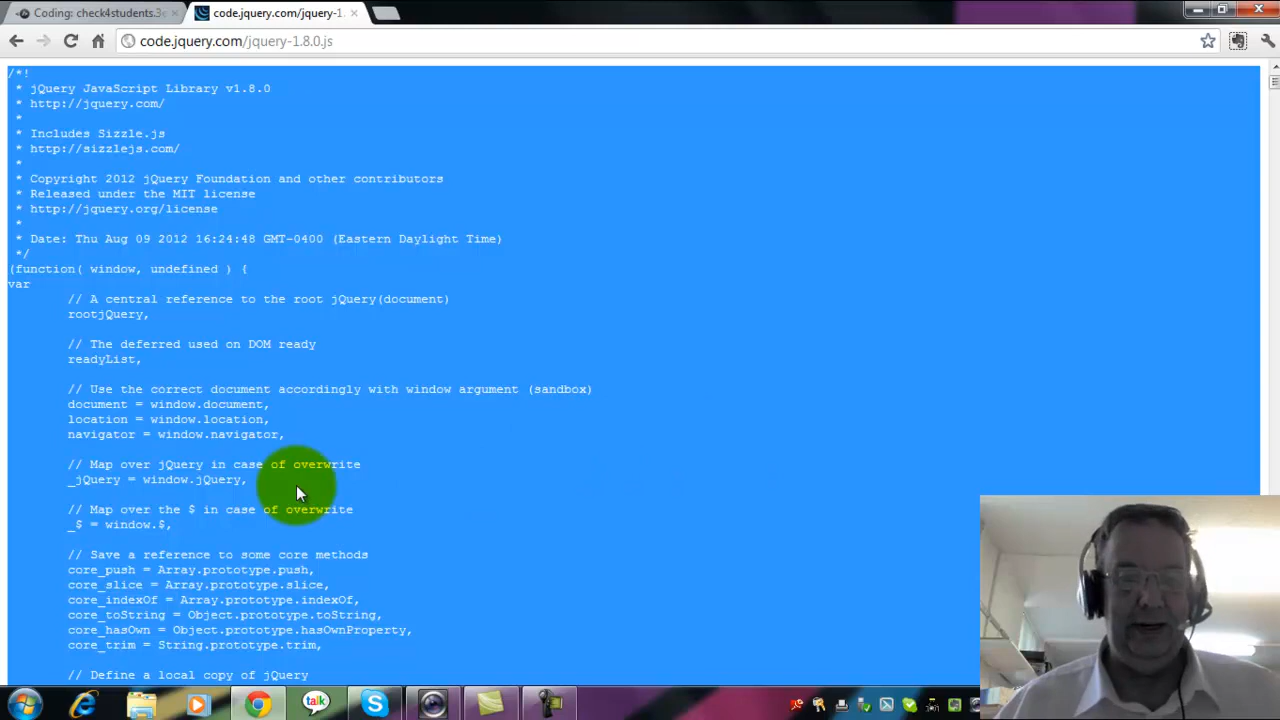 Coding: check4students.3
code.jquery.com/jquery-1.
code.jquery.com/jquery-1.8.0.js
/*!
* jQuery JavaScript Library v1.8.0
* http://jquery.com/
*
* Includes Sizzle.js
* http://sizzlejs.com/
*
* Copyright 2012 jQuery Foundation and other contributors
* Released under the MIT license
* http://jquery.org/license
*
* Date: Thu Aug 09 2012 16:24:48 GMT-0400 (Eastern Daylight Time)
*/
(function( window, undefined ) {
var
// A central reference to the root jQuery(document)
rootjQuery,
// The deferred used on DOM ready
readyList,
// Use the correct document accordingly with window argument (sandbox)
document = window.document,
location = window.location,
navigator = window.navigator,
// Map over jQuery in case of overwrite
_jQuery = window.jQuery,
// Map over the $ in case of overwrite
_$ = window.$,
// Save a reference to some core methods
core_push = Array.prototype.push,
core_slice = Array.prototype.slice,
core_indexOf = Array.prototype.indexOf,
core_toString = Object.prototype.toString,
core_hasOwn = Object.prototype.hasOwnProperty,
core_trim = String.prototype.trim,
// Define a local copy of jQuery
talk